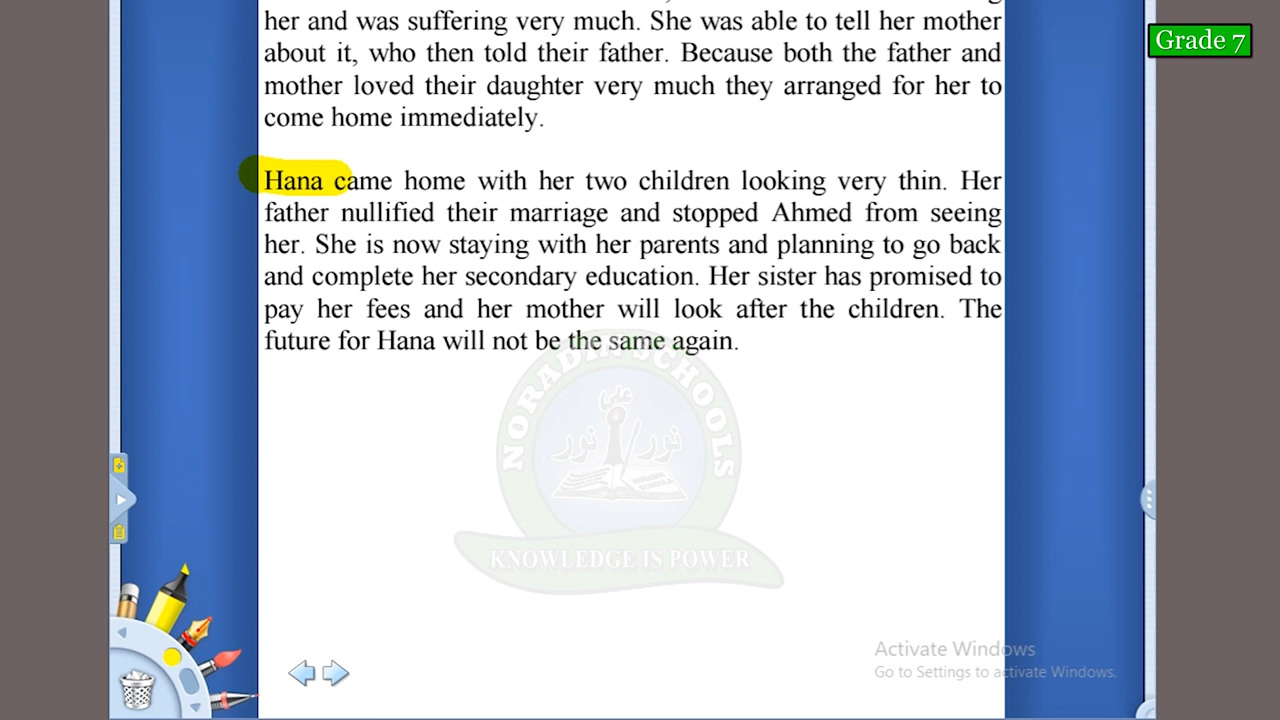 Grade 7
her and was suffering very much. She was able to tell her mother
about it, who then told their father. Because both the father and
mother loved their daughter very much they arranged for her to
come home immediately.
Hana came home with her two children looking very thin. Her
father nullified their marriage and stopped Ahmed from seeing
her. She is now staying with her parents and planning to go back
and complete her secondary education. Her sister has promised to
pay her fees and her mother will look after the children. The
future for Hana will not be the same again.
NORADIN SCHOOLS
نور نور
KNOWLEDGE IS POWER
Activate Windows
Go to Settings to activate Windows.